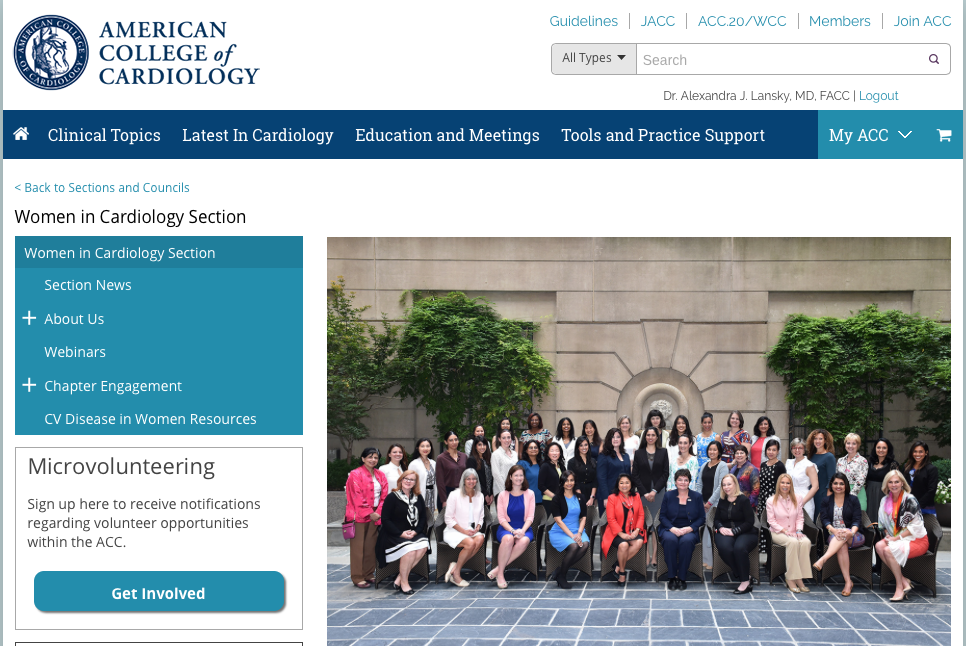 AMERICAN
COLLEGE of
CARDIOLOGY
AMERICAN COLLEGE OF CARDIOLOGY
Guidelines
JACC
ACC.20/WCC
Members
Join ACC
All Types
Search
Dr. Alexandra J. Lansky, MD, FACC | Logout
Clinical Topics
Latest In Cardiology
Education and Meetings
Tools and Practice Support
My ACC
< Back to Sections and Councils
Women in Cardiology Section
Women in Cardiology Section
Section News
+ About Us
Webinars
+ Chapter Engagement
CV Disease in Women Resources
Microvolunteering
Sign up here to receive notifications
regarding volunteer opportunities
within the ACC.
Get Involved